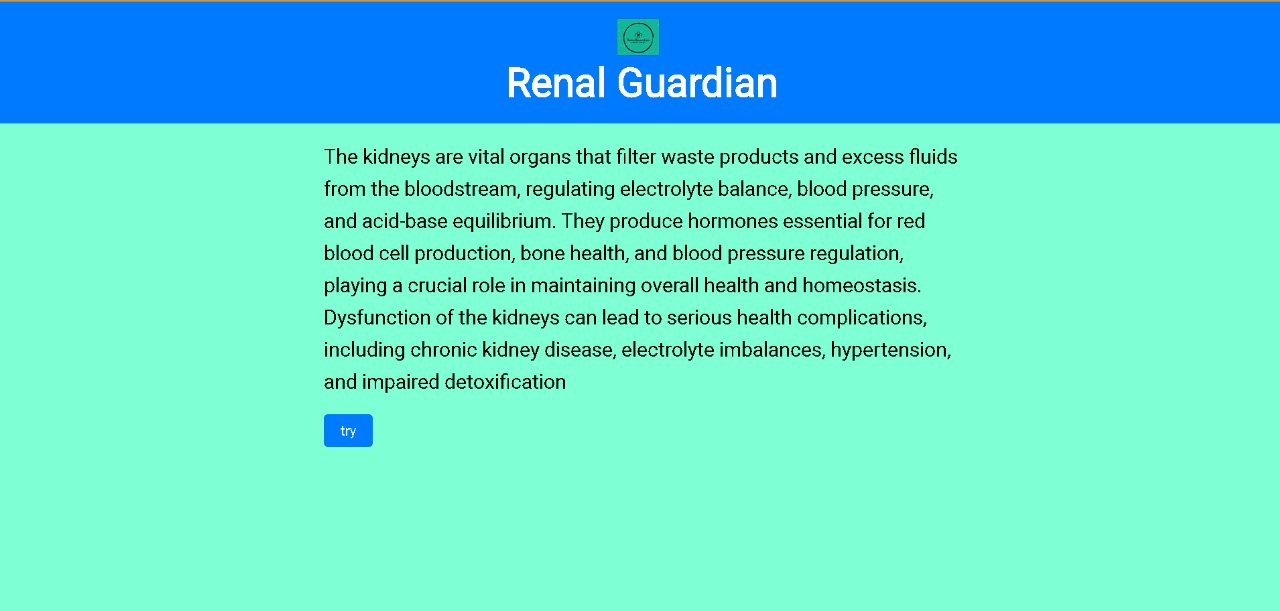 Renal Guardian
The kidneys are vital organs that filter waste products and excess fluids
from the bloodstream, regulating electrolyte balance, blood pressure,
and acid-base equilibrium. They produce hormones essential for red
blood cell production, bone health, and blood pressure regulation,
playing a crucial role in maintaining overall health and homeostasis.
Dysfunction of the kidneys can lead to serious health complications,
including chronic kidney disease, electrolyte imbalances, hypertension,
and impaired detoxification
try